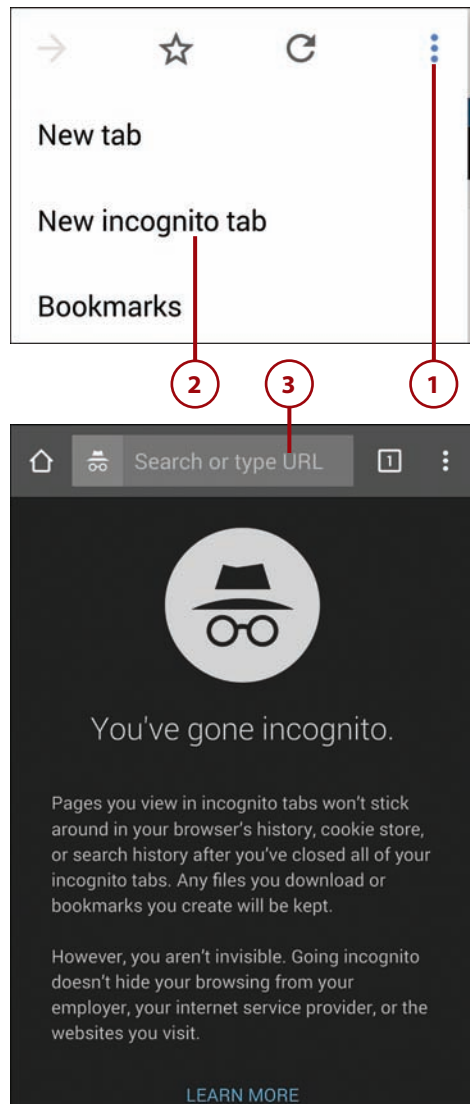 New tab
New incognito tab
Bookmarks
2 3 1
Search or type URL 1
You've gone incognito.
Pages you view in incognito tabs won't stick
around in your browser's history, cookie store,
or search history after you've closed all of your
incognito tabs. Any files you download or
bookmarks you create will be kept.
However, you aren't invisible. Going incognito
doesn't hide your browsing from your
employer, your internet service provider, or the
websites you visit.
LEARN MORE